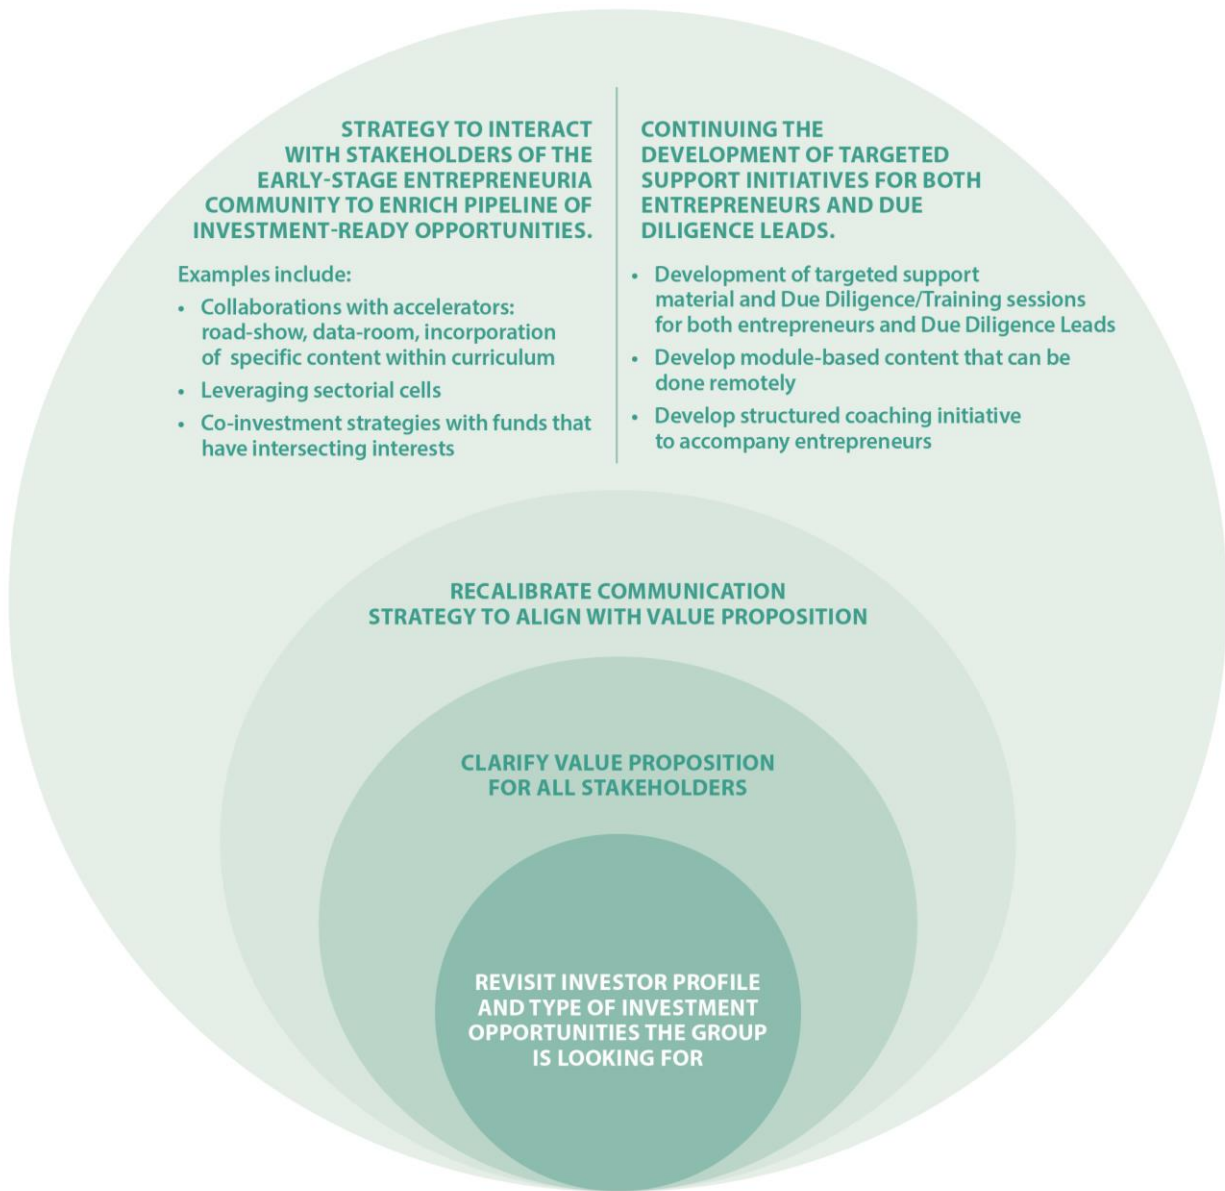 STRATEGY TO INTERACT
WITH STAKEHOLDERS OF THE
EARLY-STAGE ENTREPRENEURIA
COMMUNITY TO ENRICH PIPELINE OF
INVESTMENT-READY OPPORTUNITIES.
Examples include:
• Collaborations with accelerators:
road-show, data-room, incorporation
of specific content within curriculum
• Leveraging sectorial cells
• Co-investment strategies with funds that
have intersecting interests
CONTINUING THE
DEVELOPMENT OF TARGETED
SUPPORT INITIATIVES FOR BOTH
ENTREPRENEURS AND DUE
DILIGENCE LEADS.
• Development of targeted support
material and Due Diligence/Training sessions
for both entrepreneurs and Due Diligence Leads
• Develop module-based content that can be
done remotely
• Develop structured coaching initiative
to accompany entrepreneurs
RECALIBRATE COMMUNICATION
STRATEGY TO ALIGN WITH VALUE PROPOSITION
CLARIFY VALUE PROPOSITION
FOR ALL STAKEHOLDERS
REVISIT INVESTOR PROFILE
AND TYPE OF INVESTMENT
OPPORTUNITIES THE GROUP
IS LOOKING FOR